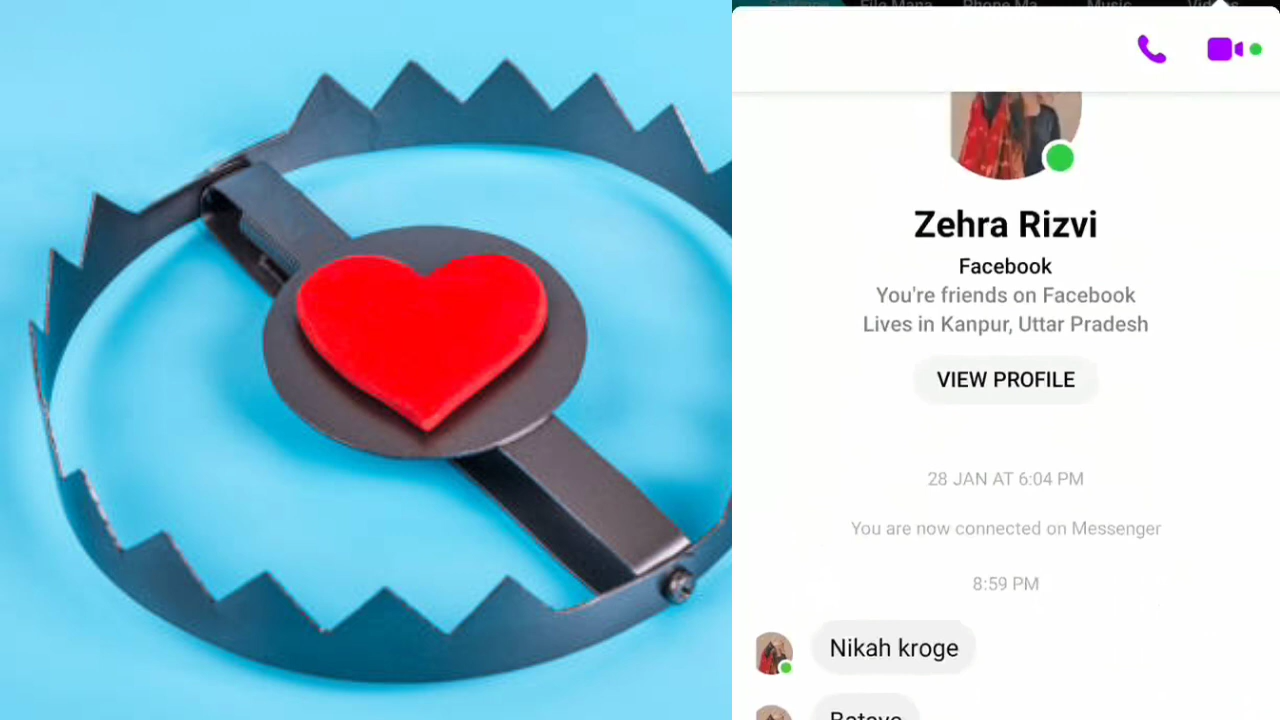 Zehra Rizvi
Facebook
You're friends on Facebook
Lives in Kanpur, Uttar Pradesh
VIEW PROFILE
28 JAN AT 6:04 PM
You are now connected on Messenger
8:59 PM
Nikah kroge